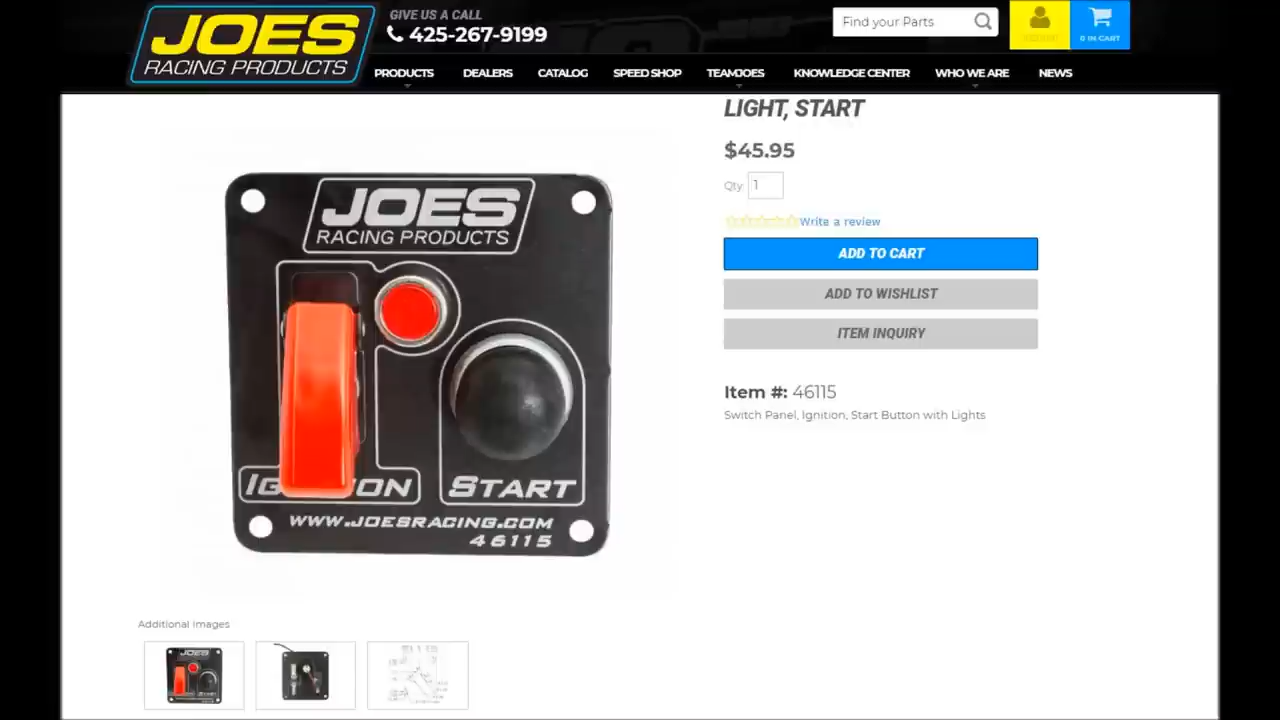 JOES
RACING PRODUCTS
GIVE US A CALL
425-267-9199
Find your Parts
0 IN CART
PRODUCTS
DEALERS
CATALOG
SPEED SHOP
TEAMJOES
KNOWLEDGE CENTER
WHO WE ARE
NEWS
LIGHT, START
$45.95
Qty 1
Write a review
ADD TO CART
ADD TO WISHLIST
ITEM INQUIRY
Item #: 46115
Switch Panel, Ignition, Start Button with Lights
JOES
RACING PRODUCTS
START
WWW.JOESRACING.COM
46115
Additional images